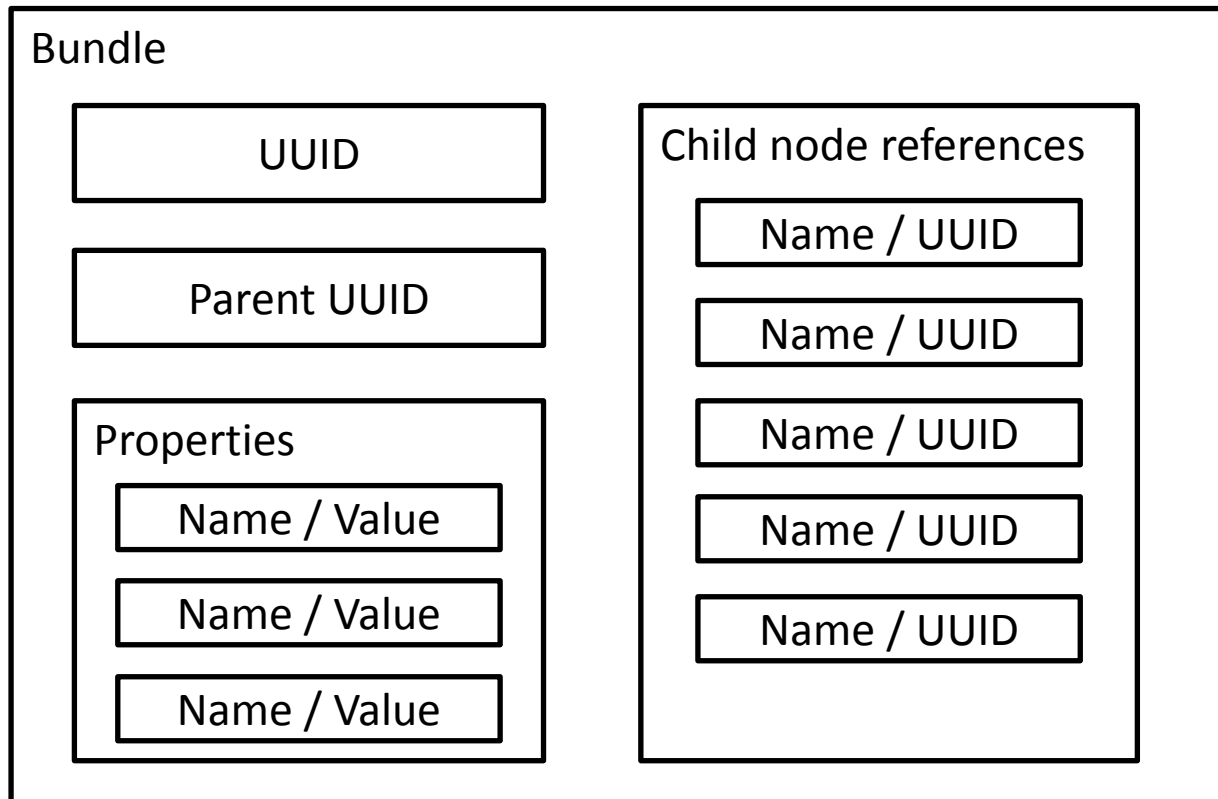 Bundle
UUID
Parent UUID
Properties
Name / Value
Name / Value
Name / Value
Child node references
Name / UUID
Name / UUID
Name / UUID
Name / UUID
Name / UUID